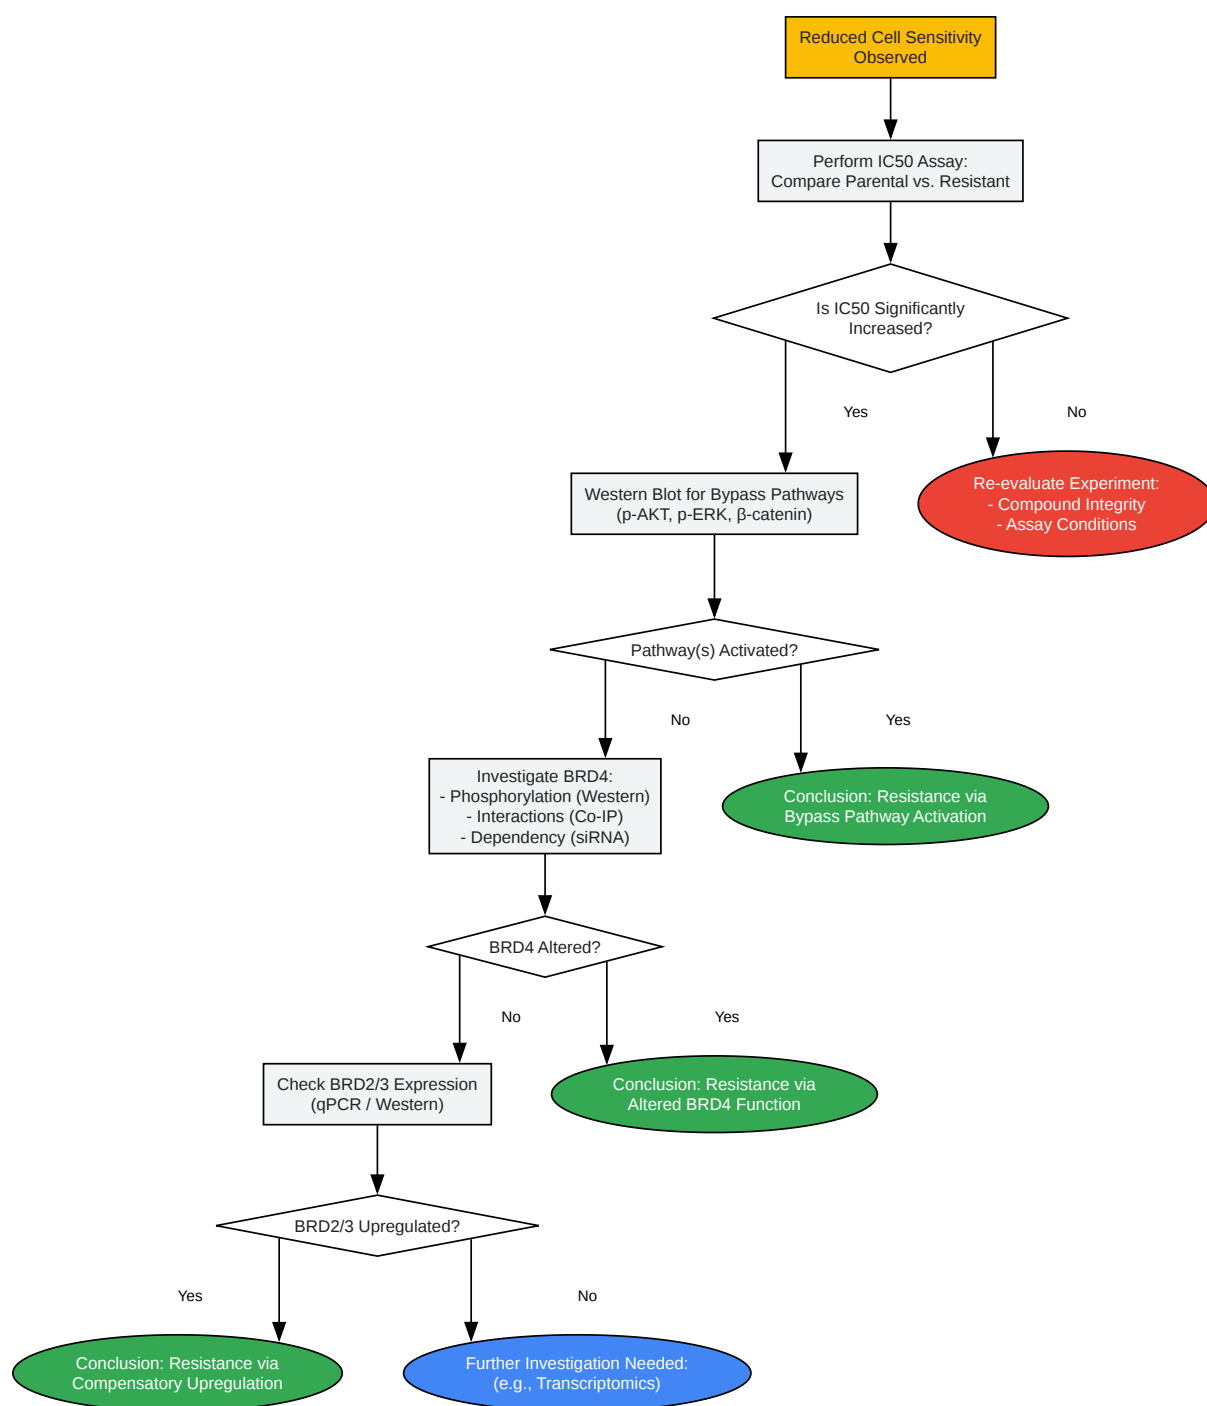 Reduced Cell Sensitivity
Observed
Perform IC50 Assay:
Compare Parental vs. Resistant
Is IC50 Significantly
Increased?
Yes
No
Western Blot for Bypass Pathways
(p-AKT, p-ERK, β-catenin)
Re-evaluate Experiment:
- Compound Integrity
- Assay Conditions
Pathway(s) Activated?
No
Yes
Investigate BRD4:
- Phosphorylation (Western)
- Interactions (Co-IP)
- Dependency (siRNA)
Conclusion: Resistance via
Bypass Pathway Activation
BRD4 Altered?
No
Yes
Check BRD2/3 Expression
(qPCR / Western)
Conclusion: Resistance via
Altered BRD4 Function
BRD2/3 Upregulated?
Yes
No
Conclusion: Resistance via
Compensatory Upregulation
Further Investigation Needed:
(e.g., Transcriptomics)